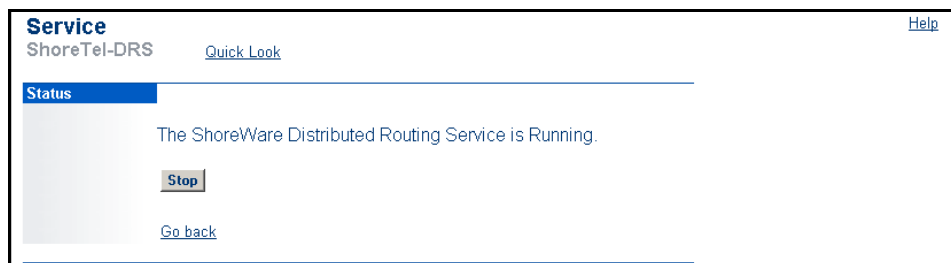 Service
Help
ShoreTel-DRS
Quick Look
Status
The ShoreWare Distributed Routing Service is Running.
Stop
Go back